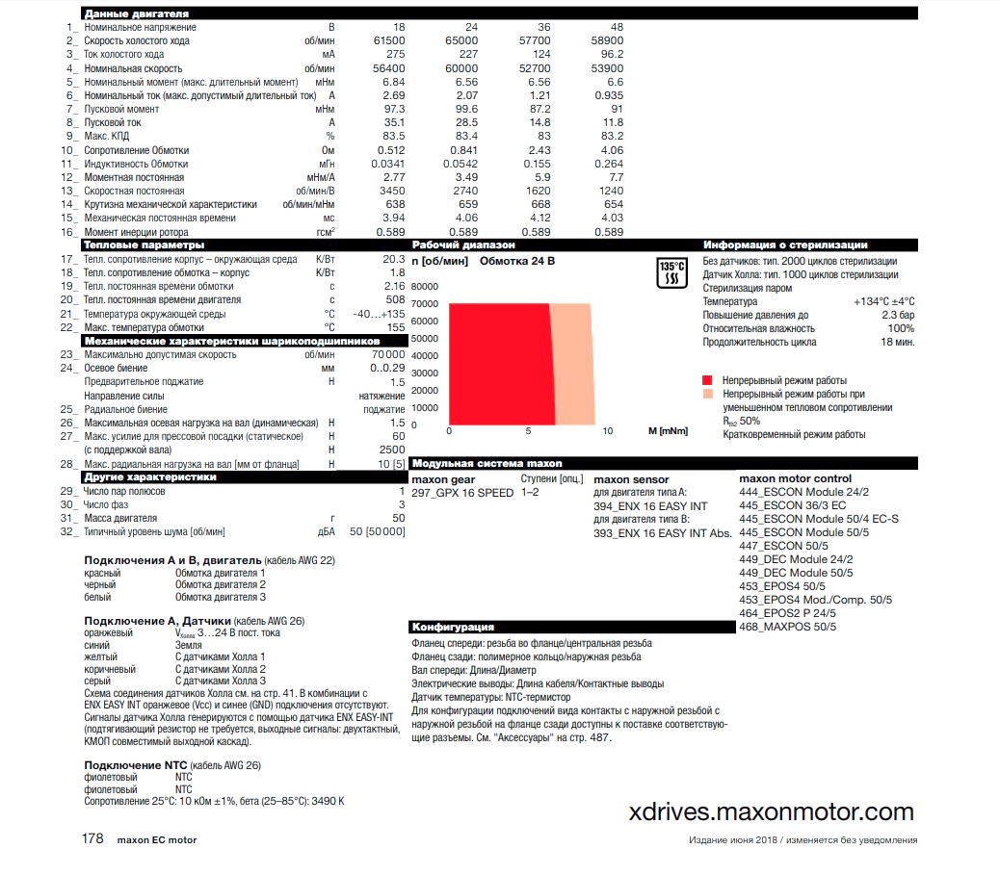 Данные двигателя
1_ Номинальное напряжение В 18 24 36 48
2_ Скорость холостого хода об/мин 61500 65000 57700 58900
3_ Ток холостого хода мА 275 227 124 96.2
4_ Номинальная скорость об/мин 56400 60000 52700 53900
5_ Номинальный момент (макс. длительный момент) мНм 6.84 6.56 6.56 6.6
6_ Номинальный ток (макс. допустимый длительный ток) А 2.69 2.07 1.21 0.935
7_ Пусковой момент мНм 97.3 99.6 87.2 91
8_ Пусковой ток А 35.1 28.5 14.8 11.8
9_ Макс. КПД % 83.5 83.4 83 83.2
10_ Сопротивление Обмотки Ом 0.512 0.841 2.43 4.06
11_ Индуктивность Обмотки мГн 0.0341 0.0542 0.155 0.264
12_ Моментная постоянная мНм/А 2.77 3.49 5.9 7.7
13_ Скоростная постоянная об/мин/В 3450 2740 1620 1240
14_ Крутизна механической характеристики об/мин/мНм 638 659 668 654
15_ Механическая постоянная времени мс 3.94 4.06 4.12 4.03
16_ Момент инерции ротора гсм² 0.589 0.589 0.589 0.589
Тепловые параметры
17_ Тепл. сопротивление корпус – окружающая среда К/Вт 20.3
18_ Тепл. сопротивление обмотка – корпус К/Вт 1.8
19_ Тепл. постоянная времени обмотки с 2.16
20_ Тепл. постоянная времени двигателя с 508
21_ Температура окружающей среды °C -40…+135
22_ Макс. температура обмотки °C 155
Механические характеристики шарикоподшипников
23_ Максимально допустимая скорость об/мин 70 000
24_ Осевое биение мм 0..0.29
Предварительное поджатие Н 1.5
Направление силы натяжение
25_ Радиальное биение поджатие
26_ Максимальная осевая нагрузка на вал (динамическая) Н 1.5
27_ Макс. усилие для прессовой посадки (статическое) Н 60
(с поддержкой вала) Н 2500
28_ Макс. радиальная нагрузка на вал [мм от фланца] Н 10 [5]
Другие характеристики
29_ Число пар полюсов 1
30_ Число фаз 3
31_ Масса двигателя г 50
32_ Типичный уровень шума [об/мин] дБА 50 [50 000]
Подключения А и В, двигатель (кабель AWG 22)
красный Обмотка двигателя 1
черный Обмотка двигателя 2
белый Обмотка двигателя 3
Подключение А, Датчики (кабель AWG 26)
оранжевый VХолла 3…24 В пост. тока
синий Земля
желтый С датчиками Холла 1
коричневый С датчиками Холла 2
серый С датчиками Холла 3
Схема соединения датчиков Холла см. на стр. 41. В комбинации с
ENX EASY INT оранжевое (Vcc) и синее (GND) подключения отсутствуют.
Сигналы датчика Холла генерируются с помощью датчика ENX EASY-INT
(подтягивающий резистор не требуется, выходные сигналы: двухтактный,
КМОП совместимый выходной каскад).
Подключение NTC (кабель AWG 26)
фиолетовый NTC
фиолетовый NTC
Сопротивление 25°C: 10 кОм ±1%, бета (25–85°C): 3490 K
Рабочий диапазон
n [об/мин] Обмотка 24 В
135°C
80000
70000
60000
50000
40000
30000
20000
10000
0
0 5 10 M [mNm]
Информация о стерилизации
Без датчиков: тип. 2000 циклов стерилизации
Датчик Холла: тип. 1000 циклов стерилизации
Стерилизация паром
Температура +134°C ±4°C
Повышение давления до 2.3 бар
Относительная влажность 100%
Продолжительность цикла 18 мин.
Непрерывный режим работы
Непрерывный режим работы при
уменьшенном тепловом сопротивлении
Rth2 50%
Кратковременный режим работы
Модульная система maxon
maxon gear Ступени [опц.]
297_GPX 16 SPEED 1–2
maxon sensor
для двигателя типа А:
394_ENX 16 EASY INT
для двигателя типа В:
393_ENX 16 EASY INT Abs.
maxon motor control
444_ESCON Module 24/2
445_ESCON 36/3 EC
445_ESCON Module 50/4 EC-S
445_ESCON Module 50/5
447_ESCON 50/5
449_DEC Module 24/2
449_DEC Module 50/5
453_EPOS4 50/5
453_EPOS4 Mod./Comp. 50/5
464_EPOS2 P 24/5
468_MAXPOS 50/5
Конфигурация
Фланец спереди: резьба во фланце/центральная резьба
Фланец сзади: полимерное кольцо/наружная резьба
Вал спереди: Длина/Диаметр
Электрические выводы: Длина кабеля/Контактные выводы
Датчик температуры: NTC-термистор
Для конфигурации подключений вида контакты с наружной резьбой с
наружной резьбой на фланце сзади доступны к поставке соответствую-
щие разъемы. См. "Аксессуары" на стр. 487.
xdrives.maxonmotor.com
178 maxon EC motor
Издание июня 2018 / изменяется без уведомления